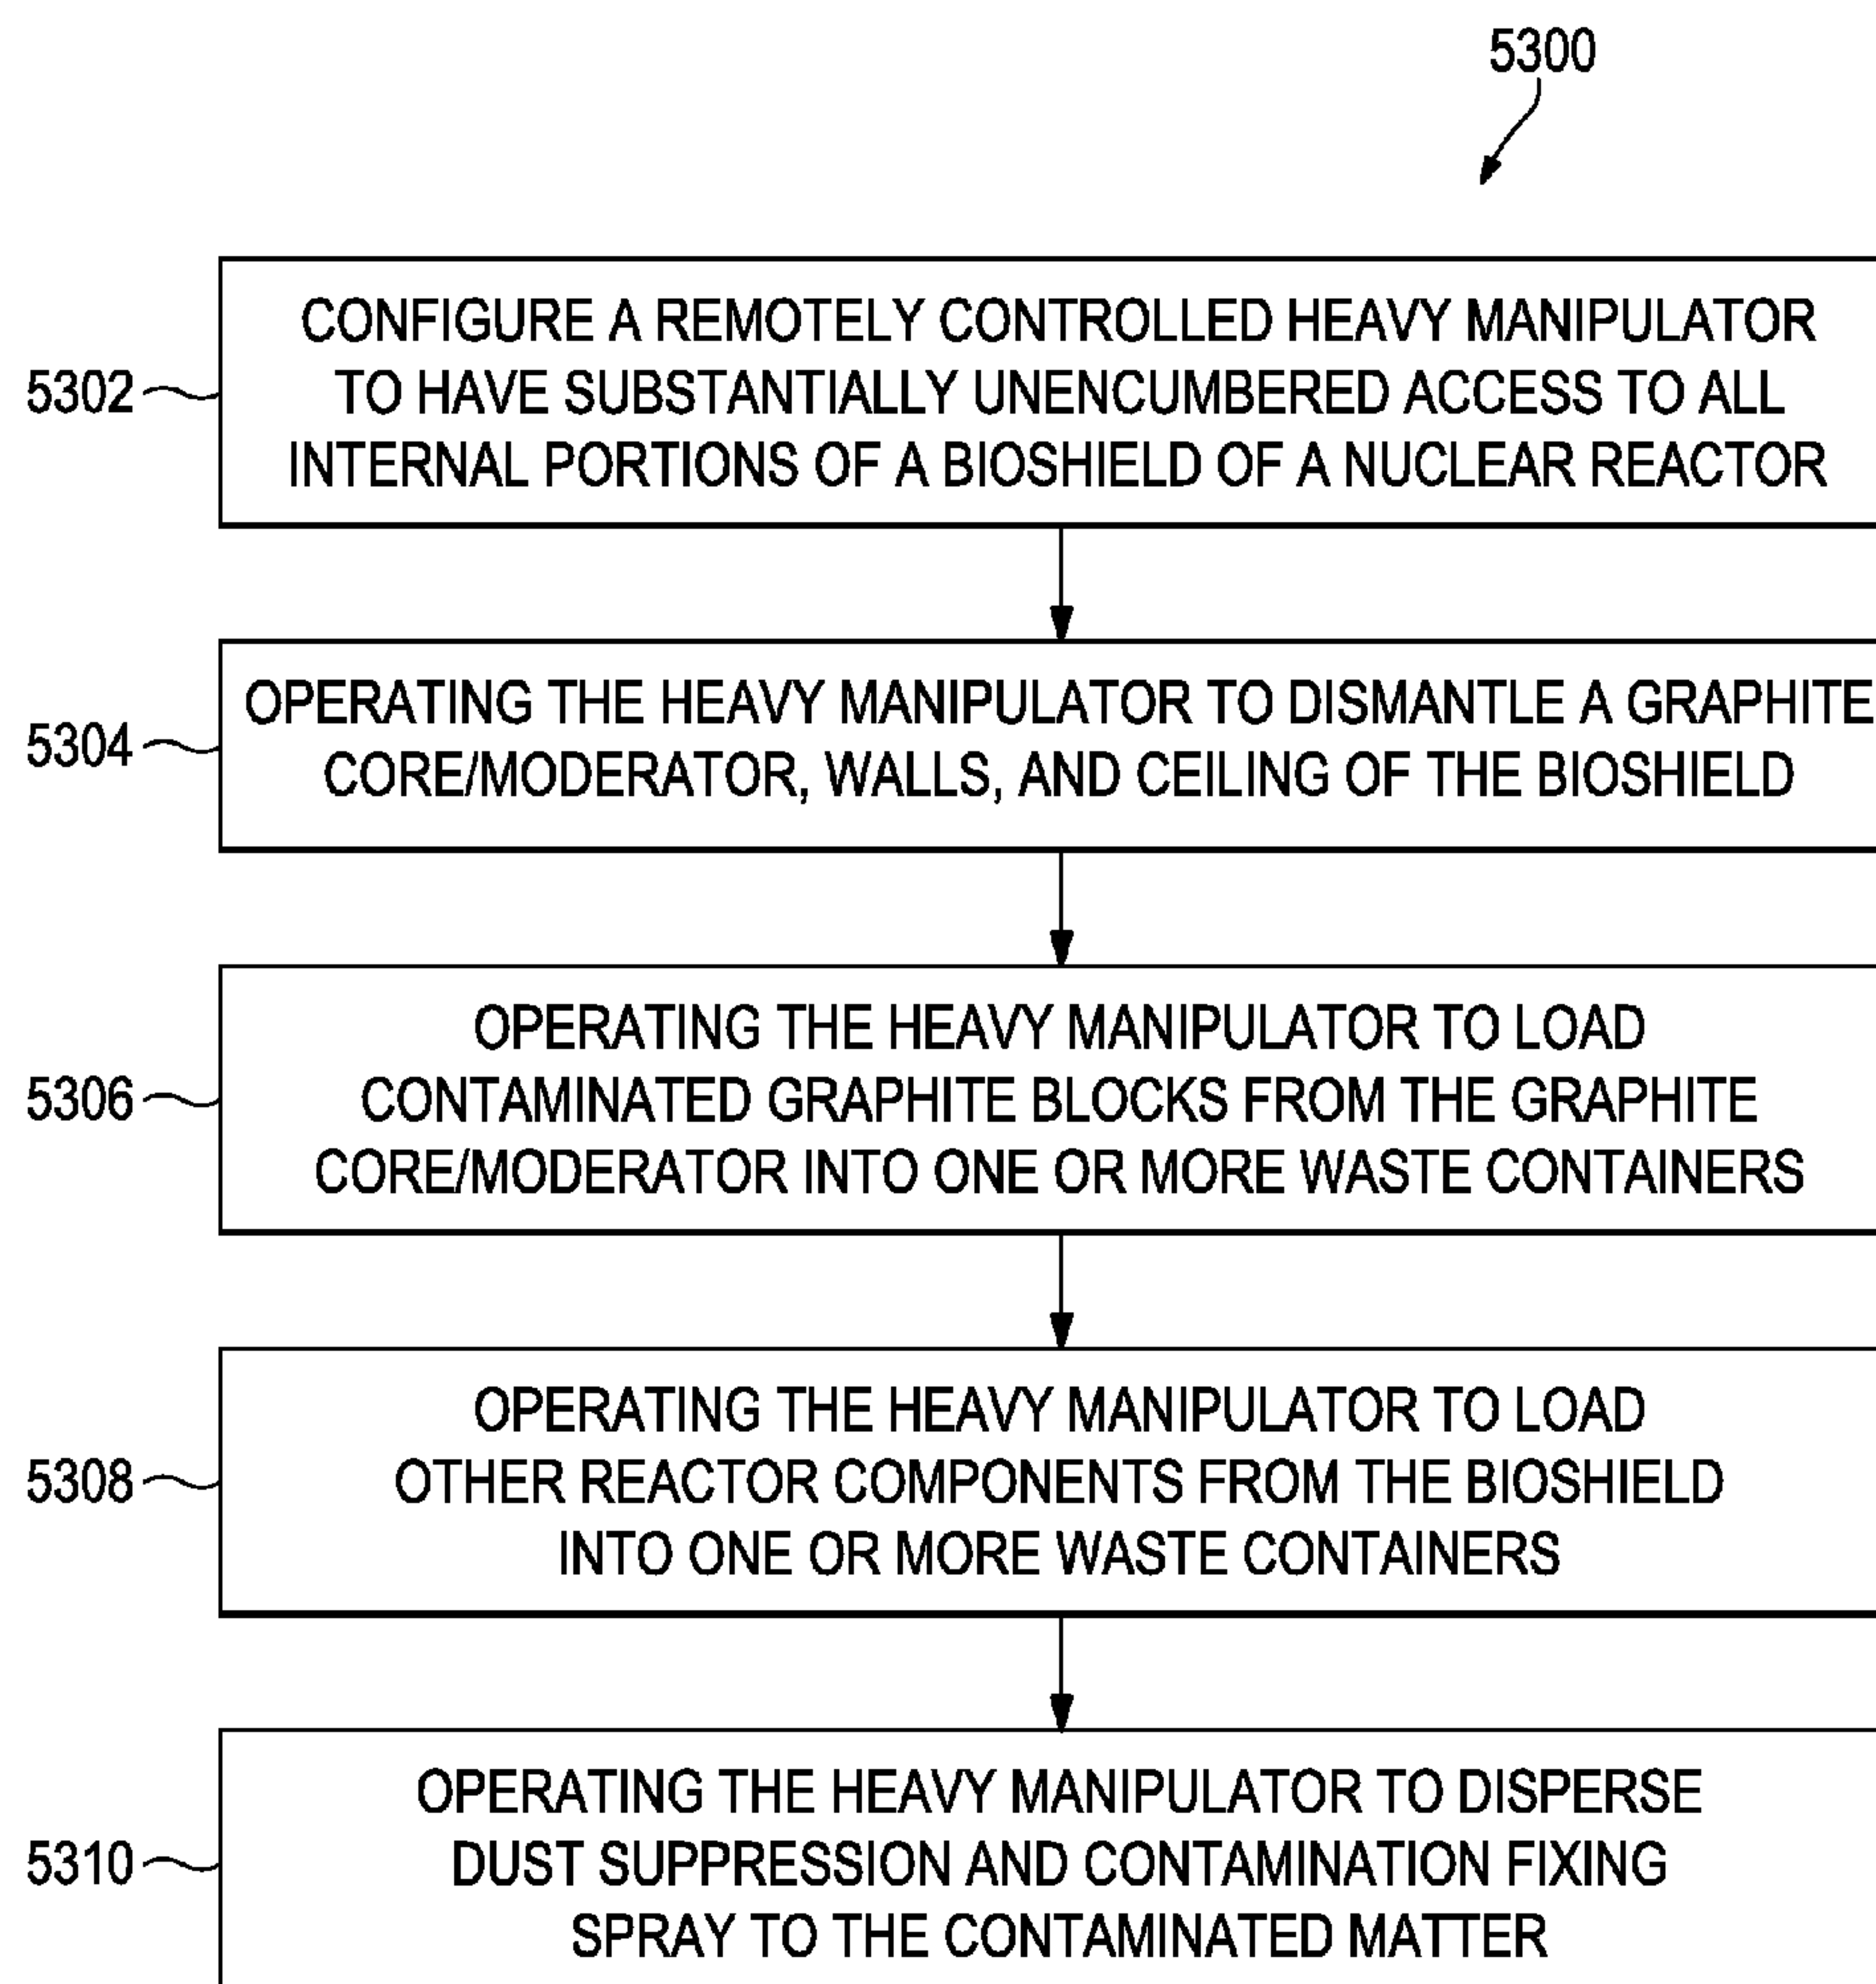 5300
CONFIGURE A REMOTELY CONTROLLED HEAVY MANIPULATOR
5302 TO HAVE SUBSTANTIALLY UNENCUMBERED ACCESS TO ALL
INTERNAL PORTIONS OF A BIOSHIELD OF A NUCLEAR REACTOR
OPERATING THE HEAVY MANIPULATOR TO DISMANTLE A GRAPHITE
5304 CORE/MODERATOR, WALLS, AND CEILING OF THE BIOSHIELD
OPERATING THE HEAVY MANIPULATOR TO LOAD
5306 CONTAMINATED GRAPHITE BLOCKS FROM THE GRAPHITE
CORE/MODERATOR INTO ONE OR MORE WASTE CONTAINERS
OPERATING THE HEAVY MANIPULATOR TO LOAD
5308 OTHER REACTOR COMPONENTS FROM THE BIOSHIELD
INTO ONE OR MORE WASTE CONTAINERS
OPERATING THE HEAVY MANIPULATOR TO DISPERSE
5310 DUST SUPPRESSION AND CONTAMINATION FIXING
SPRAY TO THE CONTAMINATED MATTER